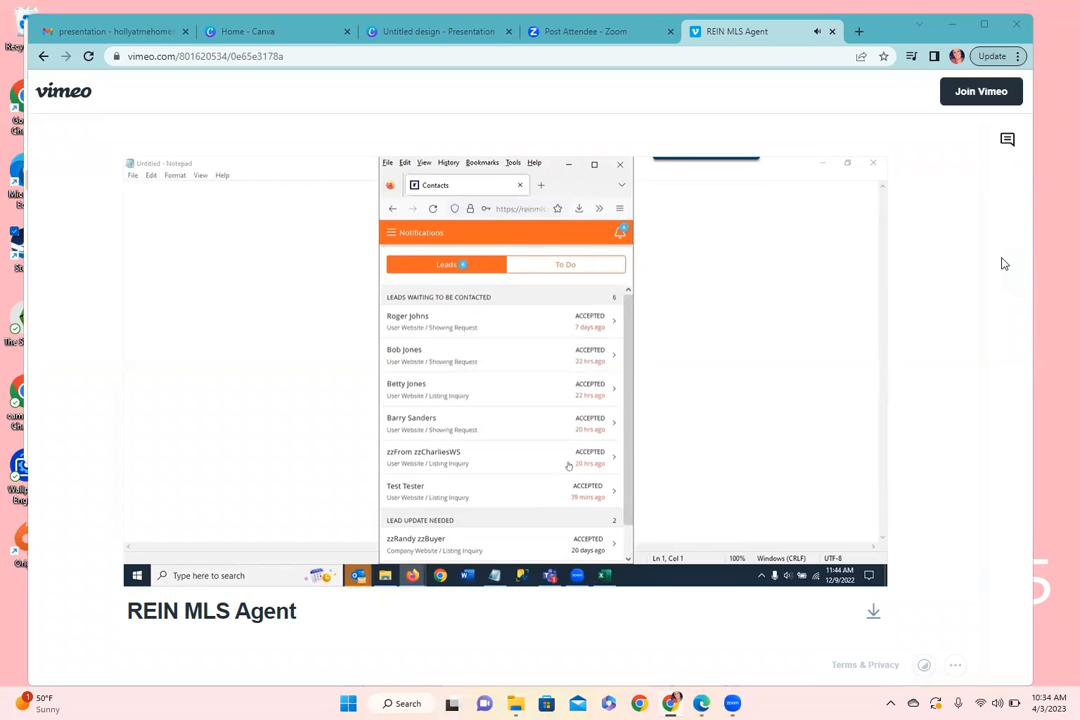 presentation - hollyatmehomes
Home - Canva
Untitled design - Presentation
Post Attendee - Zoom
REIN MLS Agent
vimeo.com/801620534/0e65e3178a
Update
vimeo
Join Vimeo
Untitled - Notepad
File Edit Format View Help
File Edit View History Bookmarks Tools Help
Contacts
https://reinmls
Notifications
Leads 6
To Do
LEADS WAITING TO BE CONTACTED 6
Roger Johns ACCEPTED
User Website / Showing Request 7 days ago
Bob Jones ACCEPTED
User Website / Showing Request 22 hrs ago
Betty Jones ACCEPTED
User Website / Listing Inquiry 22 hrs ago
Barry Sanders ACCEPTED
User Website / Showing Request 20 hrs ago
zzFrom zzCharliesWS ACCEPTED
User Website / Listing Inquiry 20 hrs ago
Test Tester ACCEPTED
User Website / Listing Inquiry 39 mins ago
LEAD UPDATE NEEDED 2
zzRandy zzBuyer ACCEPTED
Company Website / Listing Inquiry 20 days ago
Ln 1, Col 1 100% Windows (CRLF) UTF-8
Type here to search
11:44 AM
12/9/2022
REIN MLS Agent
Terms & Privacy
50°F
Sunny
Search
10:34 AM
4/3/2023